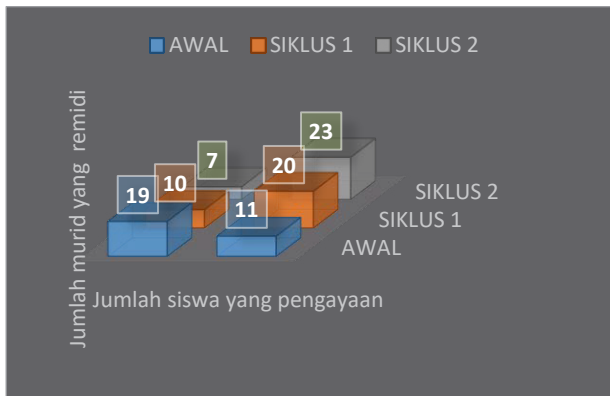 AWAL SIKLUS 1 SIKLUS 2
23
7
20
10
19
11
SIKLUS 2
SIKLUS 1
AWAL
Jumlah murid yang remidi
Jumlah siswa yang pengayaan